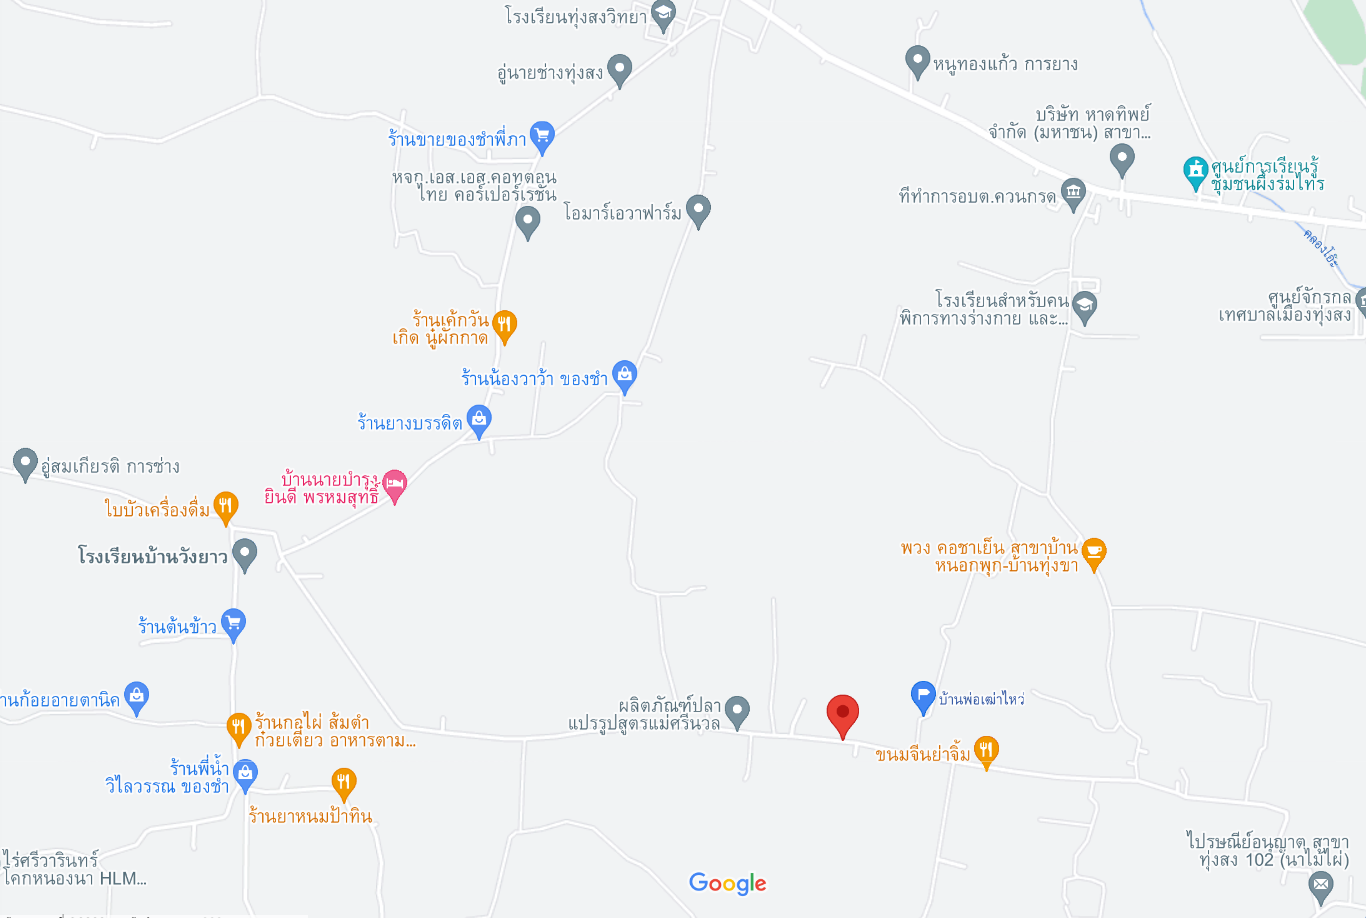 โรงเรียนทุ่งสงวิทยา
อู่นายช่างทุ่งสง
หนูทองแก้ว การยาง
ร้านขายของชำพี่ภา
บริษัท หาดทิพย์
จำกัด (มหาชน) สาขา...
ศูนย์การเรียนรู้
ชุมชนผึ้งร่มไทร
หจก.เอส.เอส.คอทตอน
ไทย คอร์เปอร์เรชั่น
ที่ทำการอบต.ควนกรด
โอมาร์เอวาฟาร์ม
คลองโอ๊ะ
โรงเรียนสำหรับคน
พิการทางร่างกาย และ...
ศูนย์จักรกล
เทศบาลเมืองทุ่งสง
ร้านเค้กวัน
เกิด นู๋ผักกาด
ร้านน้องวาว้า ของชำ
ร้านยางบรรดิต
อู่สมเกียรติ การช่าง
บ้านนายบำรุง
ยินดี พรหมสุทธิ์
ใบบัวเครื่องดื่ม
โรงเรียนบ้านวังยาว
พวง คอชาเย็น สาขาบ้าน
หนอกพุก-บ้านทุ่งขา
ร้านต้นข้าว
านก้อยอายตานิค
ผลิตภัณฑ์ปลา
แปรรูปสูตรแม่ศรีนวล
บ้านพ่อเฒ่าไหว่
ร้านกอไผ่ ส้มตำ
ก๋วยเตี๋ยว อาหารตาม...
ขนมจีนย่าจิ้ม
ร้านพี่น้ำ
วิไลวรรณ ของชำ
ร้านยาหนมป้าทิน
ไร่ศรีวารินทร์
โคกหนองนา HLM...
ไปรษณีย์อนุญาต สาขา
ทุ่งสง 102 (นาไม้ไผ่)
Google